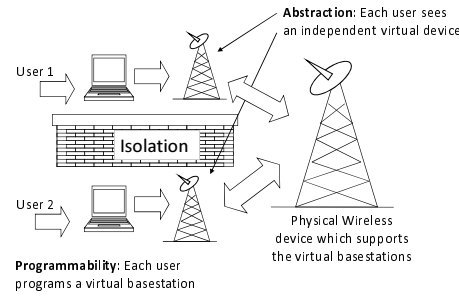 Abstraction: Each user sees
an independent virtual device
User 1
Isolation
User 2
Physical Wireless
device which supports
the virtual basestations
Programmability: Each user
programs a virtual basestation